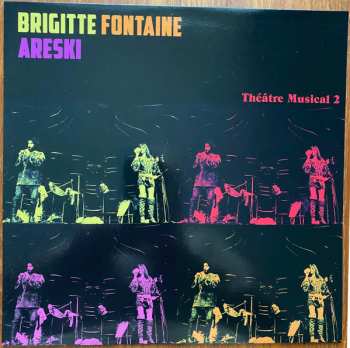 BRIGITTE FONTAINE
ARESKI
Théâtre Musical 2